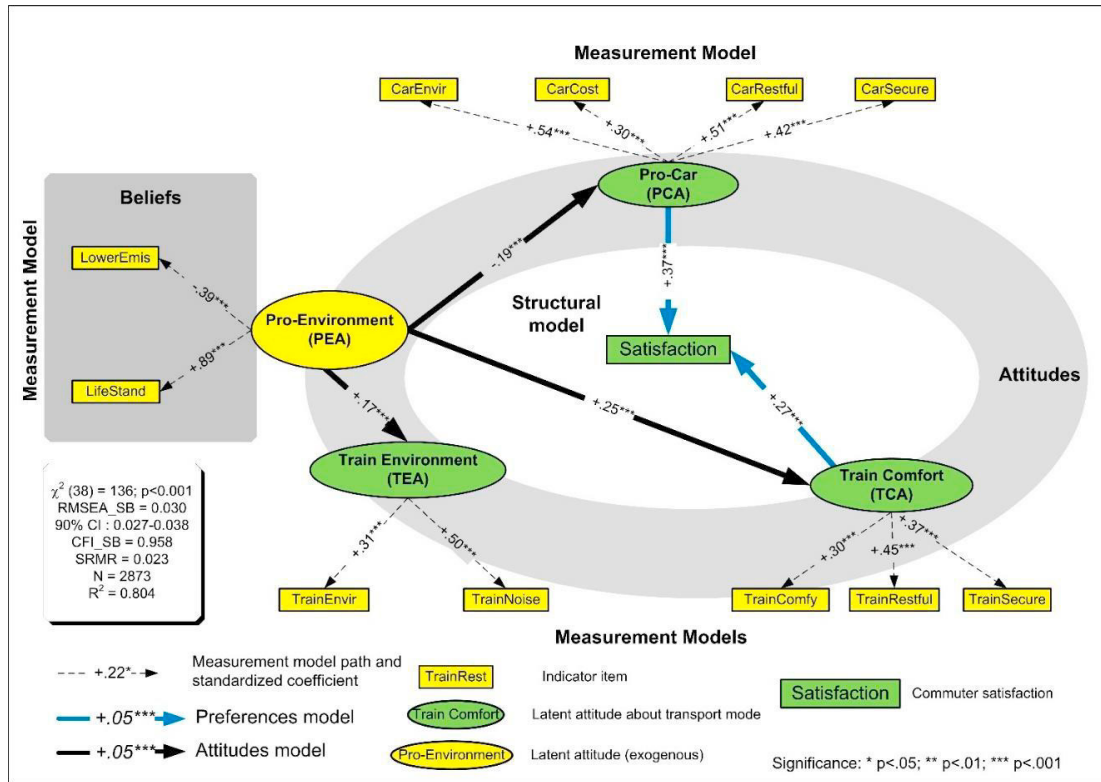 Measurement Model
CarEnvir
CarCost
CarRestful
CarSecure
+.54***
+.30***
+.51***
+.42***
Pro-Car
(PCA)
Measurement Model
Beliefs
LowerEmis
LifeStand
-.39***
+.89***
Pro-Environment
(PEA)
-.19***
+.37***
Structural
model
Satisfaction
Attitudes
+.17***
+.25***
+.27***
Train Environment
(TEA)
Train Comfort
(TCA)
χ² (38) = 136; p<0.001
RMSEA_SB = 0.030
90% CI : 0.027-0.038
CFI_SB = 0.958
SRMR = 0.023
N = 2873
R² = 0.804
+.31***
+.50***
+.30***
+.45***
+.37***
TrainEnvir
TrainNoise
TrainComfy
TrainRestful
TrainSecure
Measurement Models
+.22*
Measurement model path and
standardized coefficient
TrainRest
Indicator item
Satisfaction
Commuter satisfaction
+.05***
Preferences model
Train Comfort
Latent attitude about transport mode
+.05***
Attitudes model
Pro-Environment
Latent attitude (exogenous)
Significance: * p<.05; ** p<.01; *** p<.001